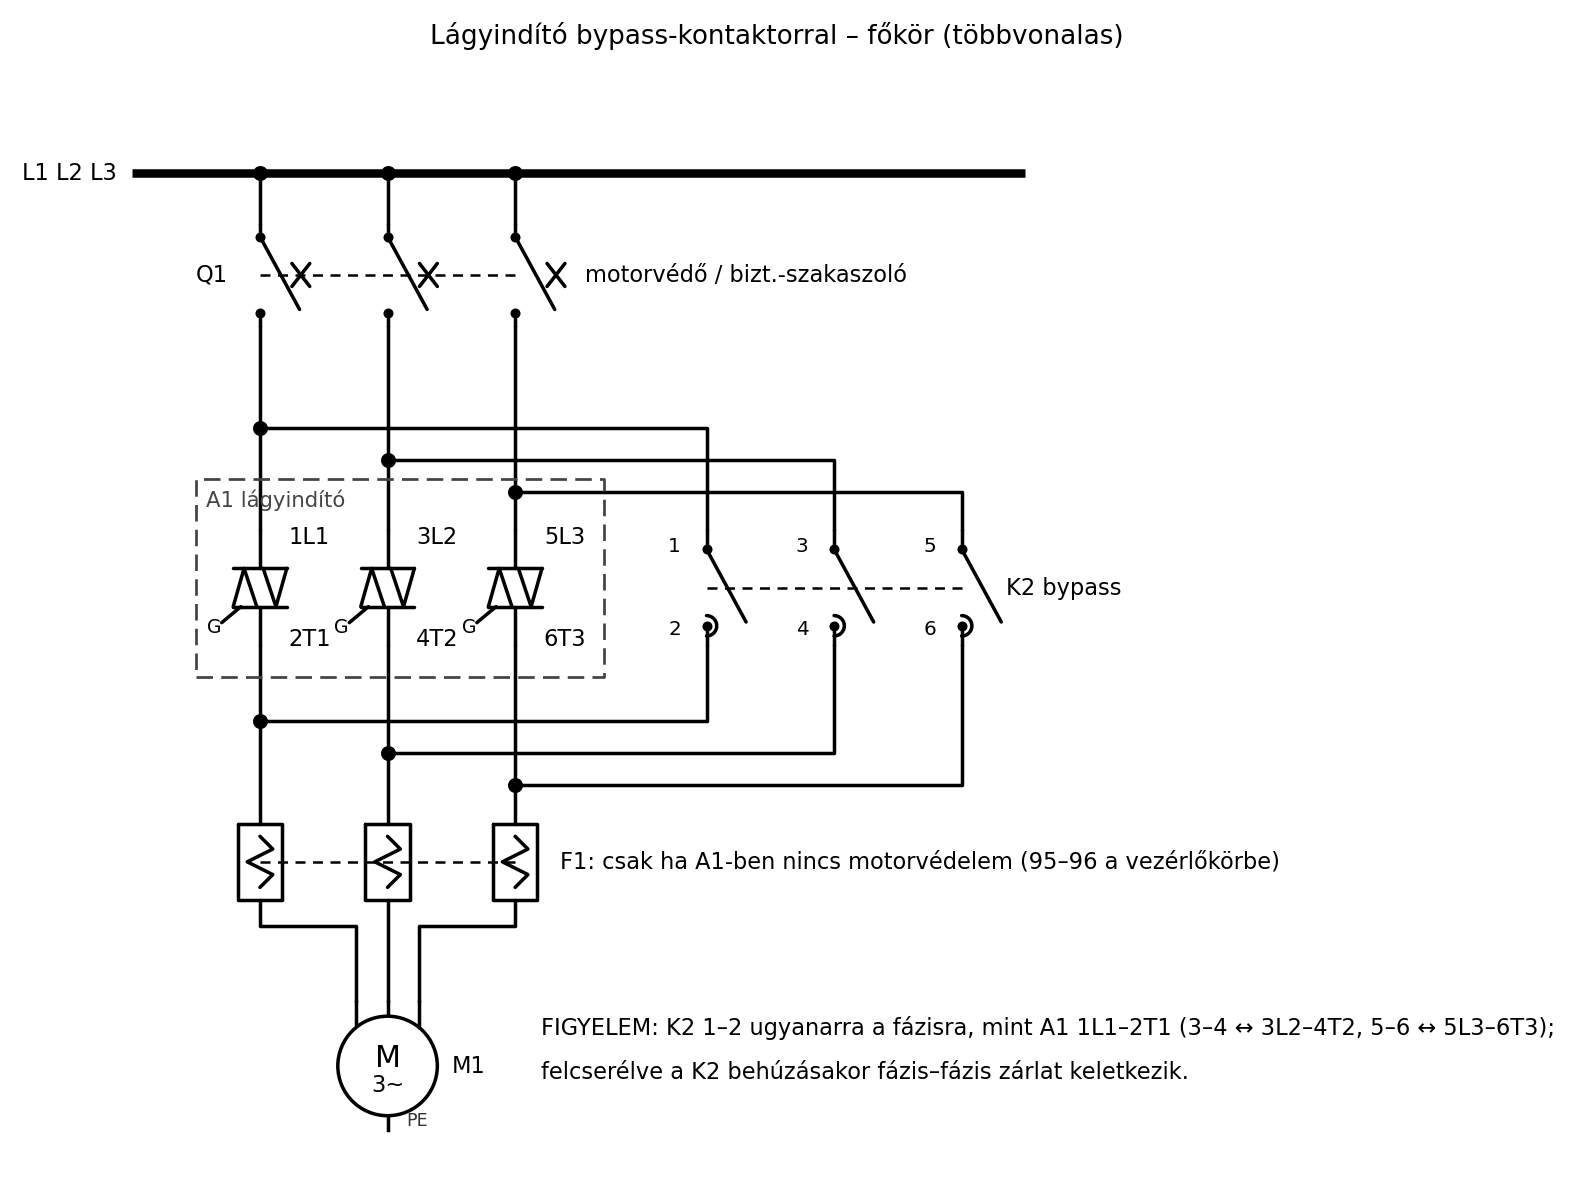 Lágyindító bypass-kontaktorral – főkör (többvonalas)
L1 L2 L3
Q1
motorvédő / bizt.-szakaszoló
A1 lágyindító
1L1 3L2 5L3
1 3 5
K2 bypass
G G G
2T1 4T2 6T3
2 4 6
F1: csak ha A1-ben nincs motorvédelem (95–96 a vezérlőkörbe)
M
3~
M1
PE
FIGYELEM: K2 1–2 ugyanarra a fázisra, mint A1 1L1–2T1 (3–4 ↔ 3L2–4T2, 5–6 ↔ 5L3–6T3);
felcserélve a K2 behúzásakor fázis–fázis zárlat keletkezik.